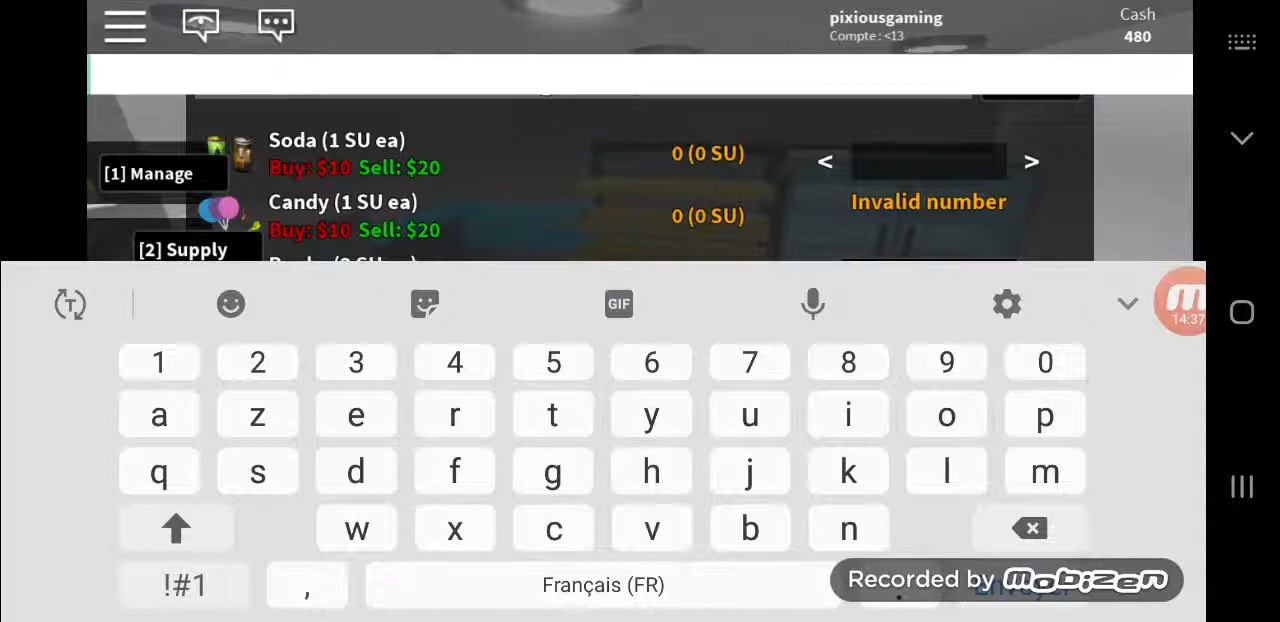 pixiousgaming
Compte: <13
Cash
480
Soda (1 SU ea)
Buy: $10 Sell: $20
0 (0 SU)
<
>
[1] Manage
Candy (1 SU ea)
Buy: $10 Sell: $20
0 (0 SU)
Invalid number
[2] Supply
GIF
14:37
1 2 3 4 5 6 7 8 9 0
a z e r t y u i o p
q s d f g h j k l m
w x c v b n
!#1 , Français (FR) .
Recorded by mobizen